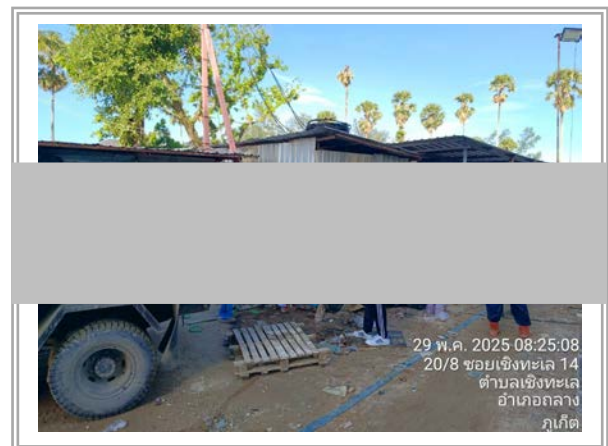 29 พ.ค. 2025 08:25:08
20/8 ซอยเชิงทะเล 14
ตำบลเชิงทะเล
อำเภอถลาง
ภูเก็ต